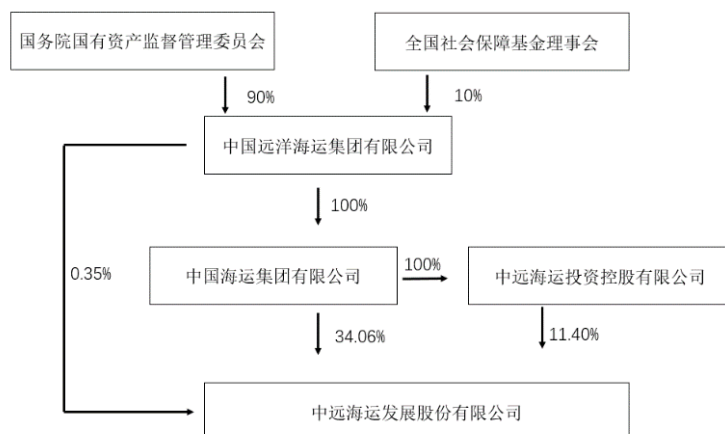 国务院国有资产监督管理委员会
全国社会保障基金理事会
90%
10%
中国远洋海运集团有限公司
100%
0.35%
中国海运集团有限公司
100%
中远海运投资控股有限公司
34.06%
11.40%
中远海运发展股份有限公司